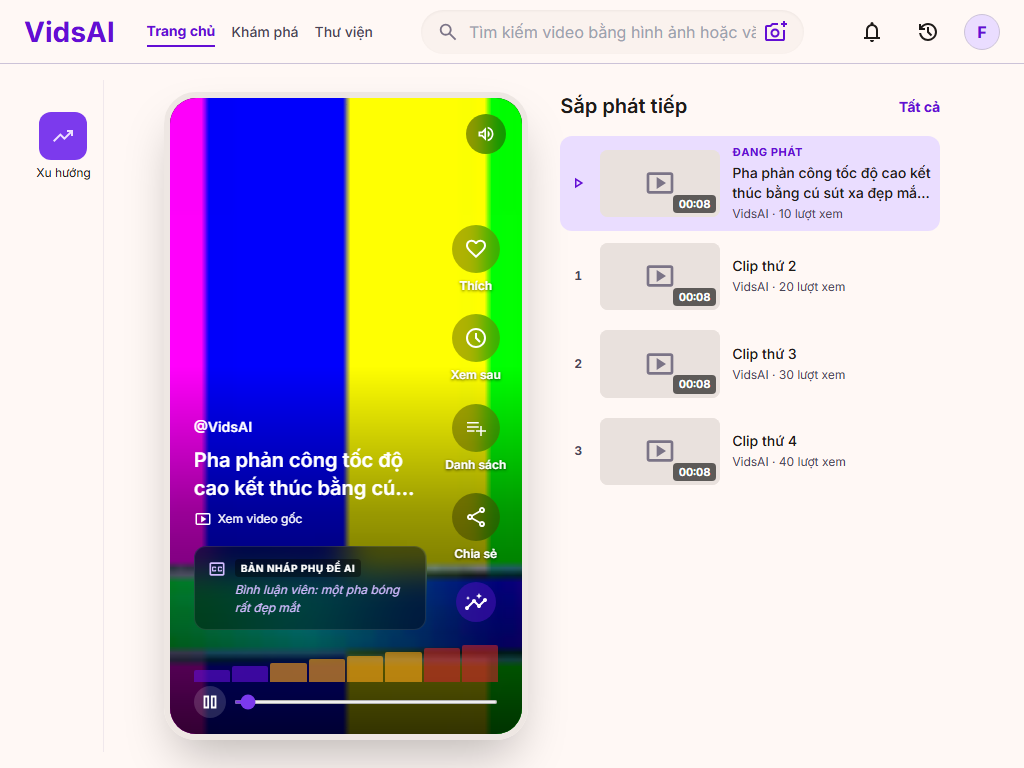 VidsAI
Trang chủ
Khám phá
Thư viện
Tìm kiếm video bằng hình ảnh hoặc vă
F
Xu hướng
Thích
Xem sau
Danh sách
Chia sẻ
@VidsAI
Pha phản công tốc độ
cao kết thúc bằng cú...
Xem video gốc
CC
BẢN NHÁP PHỤ ĐỀ AI
Bình luận viên: một pha bóng
rất đẹp mắt
Sắp phát tiếp
Tất cả
ĐANG PHÁT
Pha phản công tốc độ cao kết
thúc bằng cú sút xa đẹp mắ...
VidsAI · 10 lượt xem
00:08
1
Clip thứ 2
VidsAI · 20 lượt xem
00:08
2
Clip thứ 3
VidsAI · 30 lượt xem
00:08
3
Clip thứ 4
VidsAI · 40 lượt xem
00:08